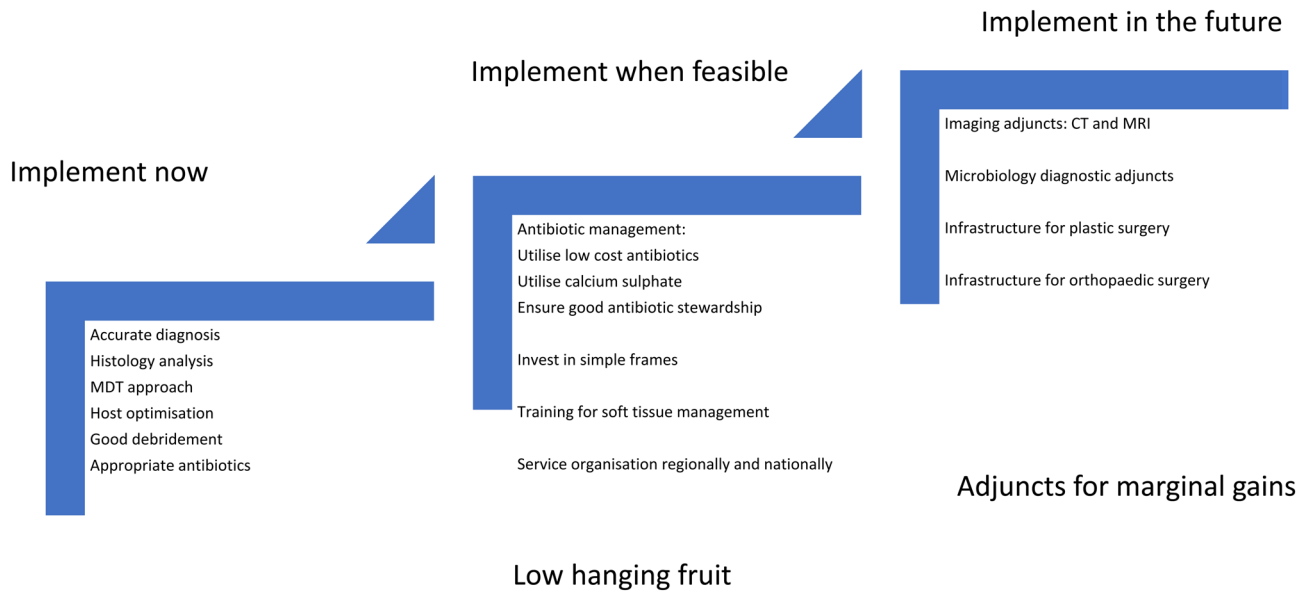 Implement now
Accurate diagnosis
Histology analysis
MDT approach
Host optimisation
Good debridement
Appropriate antibiotics
Implement when feasible
Antibiotic management:
Utilise low cost antibiotics
Utilise calcium sulphate
Ensure good antibiotic stewardship
Invest in simple frames
Training for soft tissue management
Service organisation regionally and nationally
Low hanging fruit
Implement in the future
Imaging adjuncts: CT and MRI
Microbiology diagnostic adjuncts
Infrastructure for plastic surgery
Infrastructure for orthopaedic surgery
Adjuncts for marginal gains